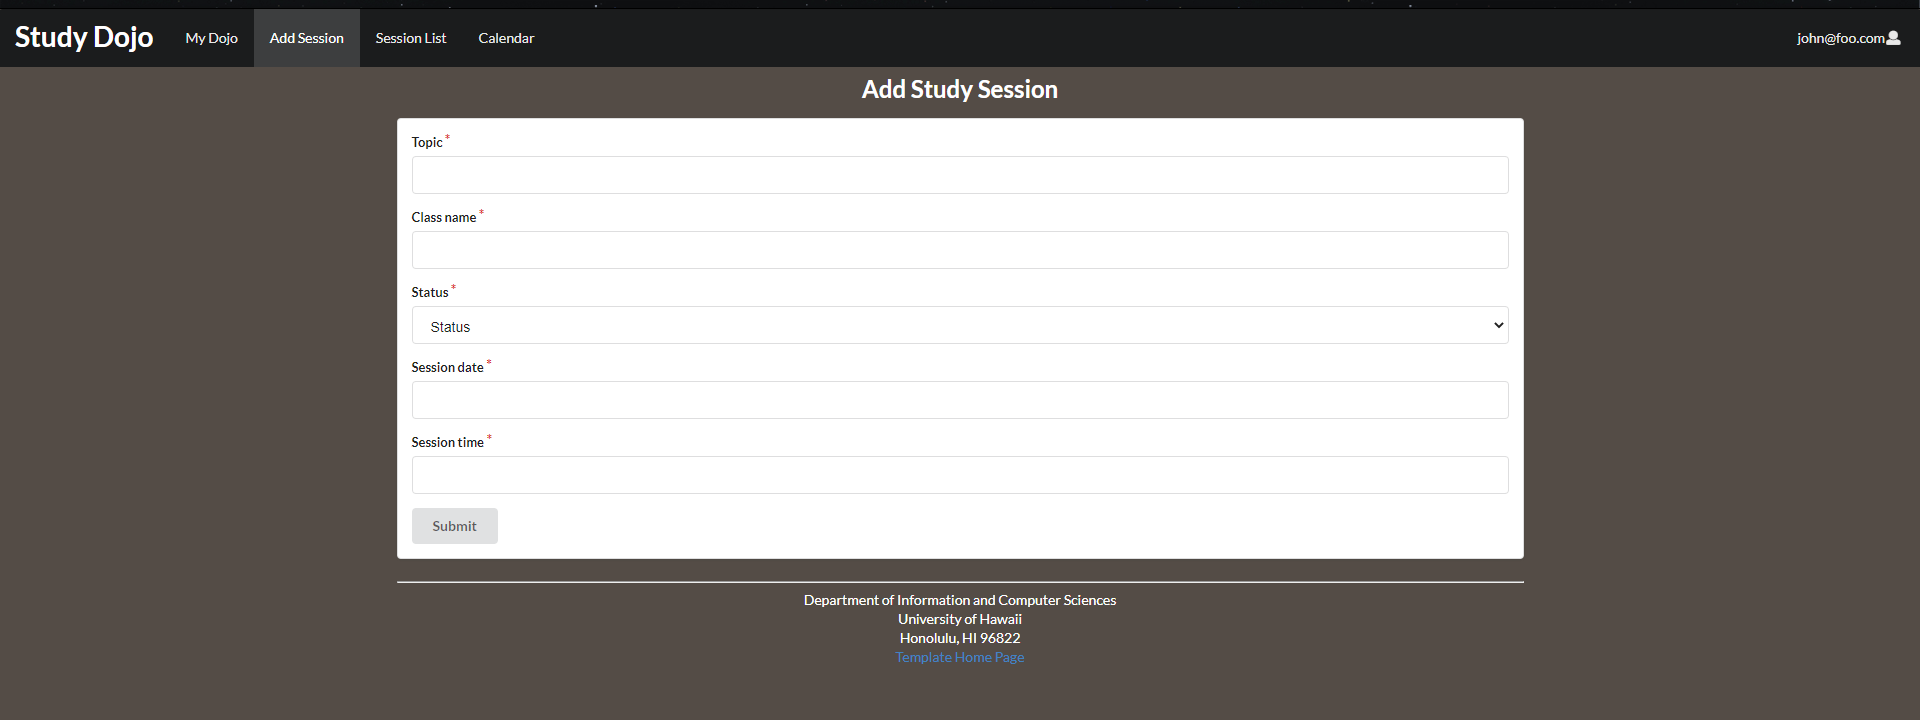 Study Dojo My Dojo Add Session Session List Calendar john@foo.com
Add Study Session
Topic *
Class name *
Status *
Status
Session date *
Session time *
Submit
Department of Information and Computer Sciences
University of Hawaii
Honolulu, HI 96822
Template Home Page